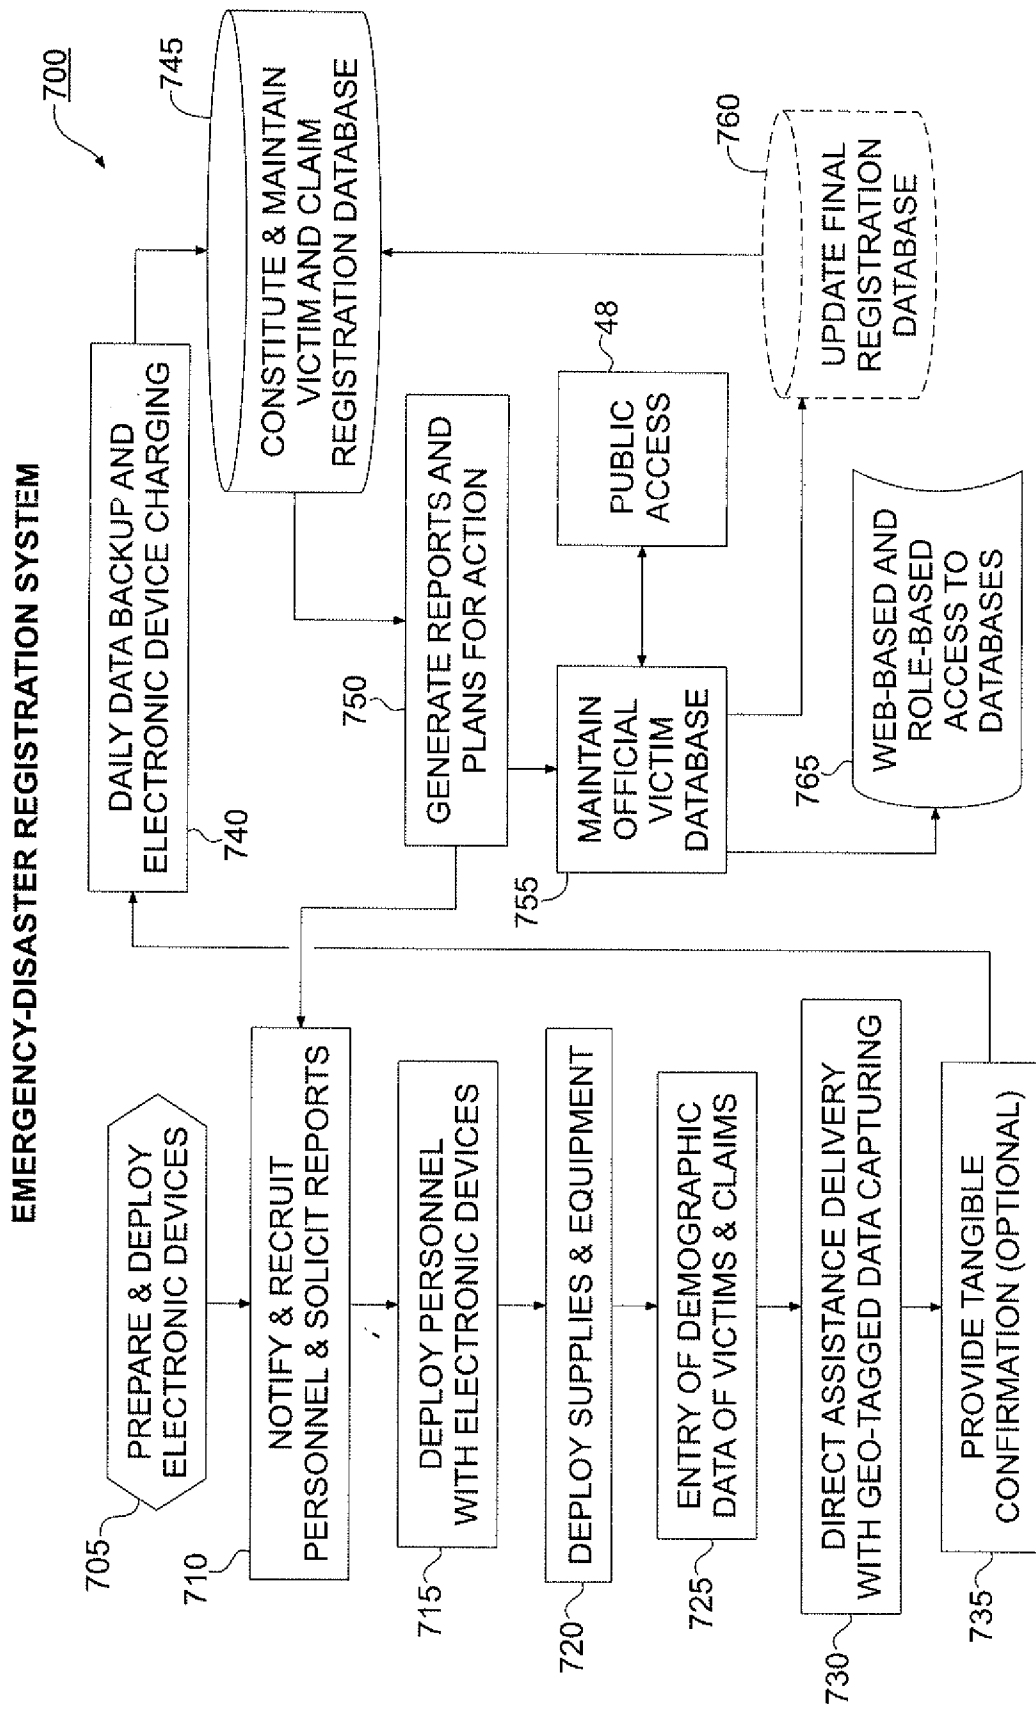 EMERGENCY-DISASTER REGISTRATION SYSTEM
700
705
PREPARE & DEPLOY
ELECTRONIC DEVICES
710
NOTIFY & RECRUIT
PERSONNEL & SOLICIT REPORTS
715
DEPLOY PERSONNEL
WITH ELECTRONIC DEVICES
720
DEPLOY SUPPLIES & EQUIPMENT
725
ENTRY OF DEMOGRAPHIC
DATA OF VICTIMS & CLAIMS
730
DIRECT ASSISTANCE DELIVERY
WITH GEO-TAGGED DATA CAPTURING
735
PROVIDE TANGIBLE
CONFIRMATION (OPTIONAL)
740
DAILY DATA BACKUP AND
ELECTRONIC DEVICE CHARGING
745
CONSTITUTE & MAINTAIN
VICTIM AND CLAIM
REGISTRATION DATABASE
750
GENERATE REPORTS AND
PLANS FOR ACTION
755
MAINTAIN
OFFICIAL
VICTIM
DATABASE
48
PUBLIC
ACCESS
760
UPDATE FINAL
REGISTRATION
DATABASE
765
WEB-BASED AND
ROLE-BASED
ACCESS TO
DATABASES